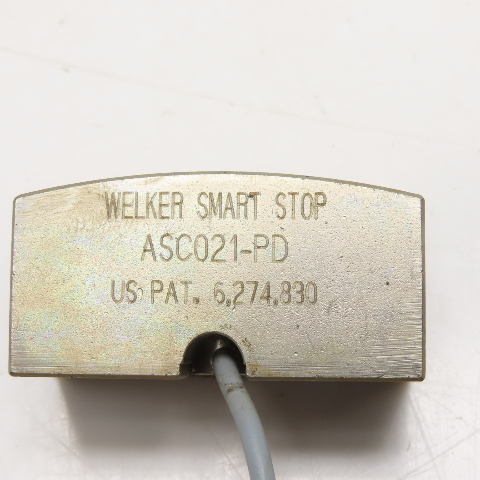 WELKER SMART STOP
ASC021-PD
US PAT. 6,274,830